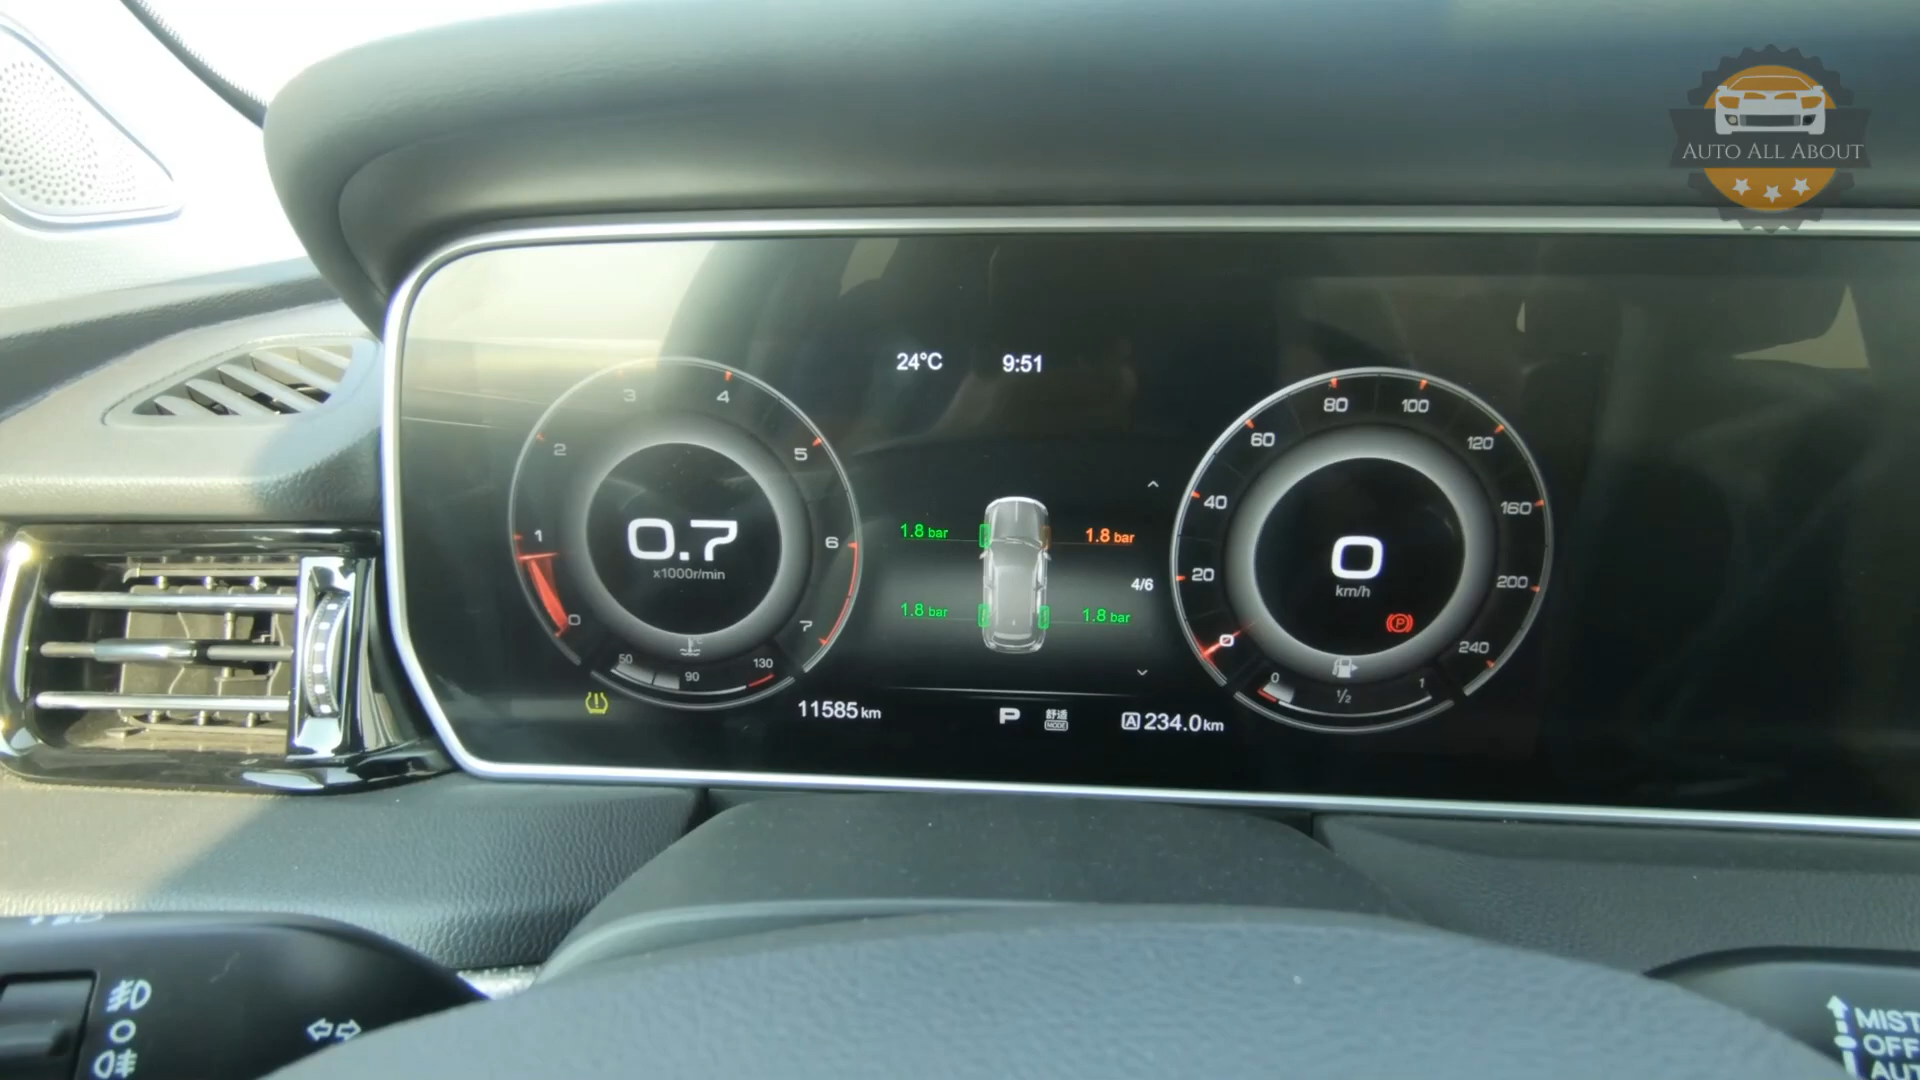 AUTO ALL ABOUT
24°C 9:51
3 4
2 5
1 6
0 7
0.7
x1000r/min
50 90 130
1.8 bar 1.8 bar
4/6
1.8 bar 1.8 bar
80 100
60 120
40 160
20 200
0 240
0
km/h
P
0 1/2 1
11585 km
P
舒适
MODE
A 234.0 km
MIST
OFF
AUT